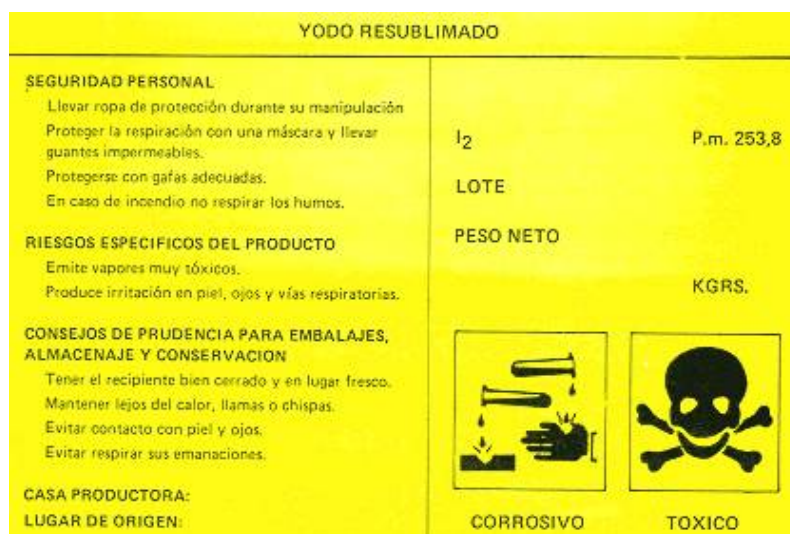 YODO RESUBLIMADO
SEGURIDAD PERSONAL
Llevar ropa de protección durante su manipulación
Proteger la respiración con una máscara y llevar
guantes impermeables.
Protegerse con gafas adecuadas.
En caso de incendio no respirar los humos.
RIESGOS ESPECIFICOS DEL PRODUCTO
Emite vapores muy tóxicos.
Produce irritación en piel, ojos y vías respiratorias.
CONSEJOS DE PRUDENCIA PARA EMBALAJES,
ALMACENAJE Y CONSERVACION
Tener el recipiente bien cerrado y en lugar fresco.
Mantener lejos del calor, llamas o chispas.
Evitar contacto con piel y ojos.
Evitar respirar sus emanaciones.
CASA PRODUCTORA:
LUGAR DE ORIGEN:
I2 P.m. 253,8
LOTE
PESO NETO
KGRS.
CORROSIVO TOXICO